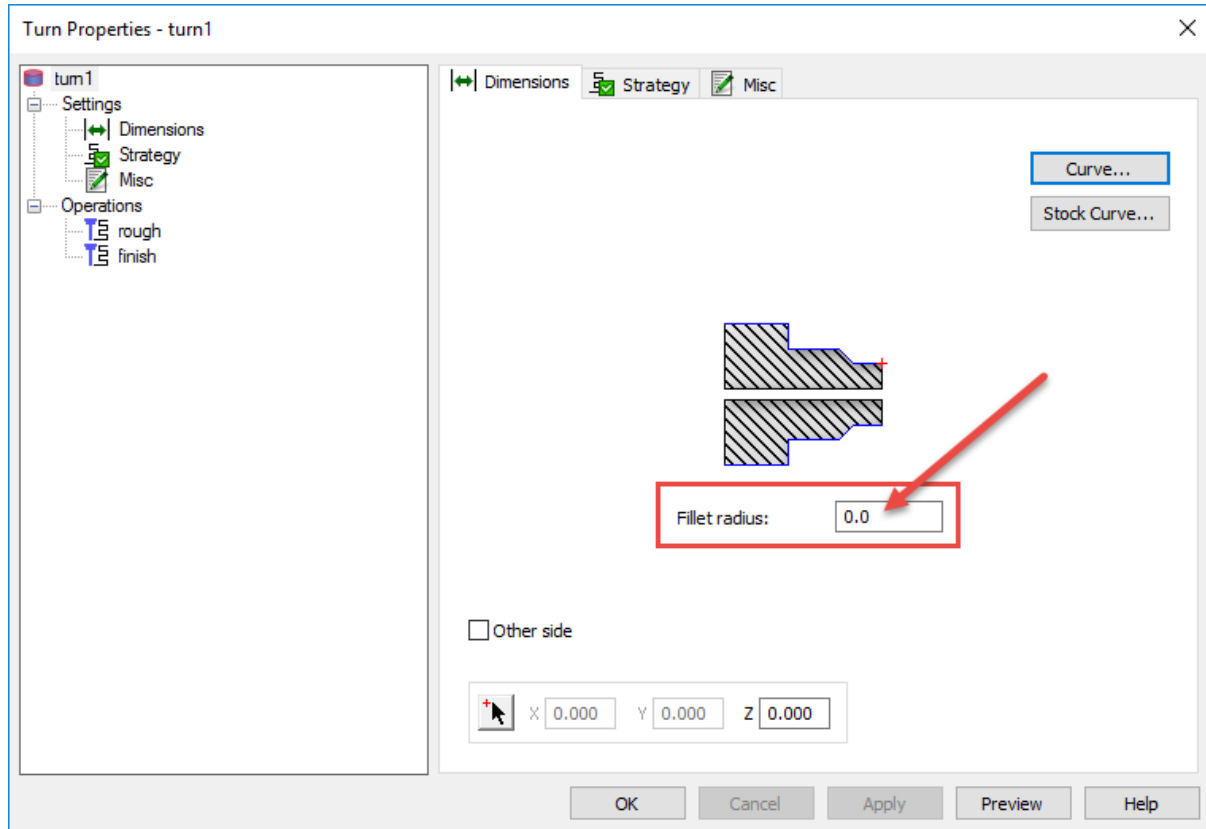 Turn Properties - turn1
turn1
Settings
Dimensions
Strategy
Misc
Operations
rough
finish
Dimensions Strategy Misc
Curve...
Stock Curve...
Fillet radius: 0.0
Other side
X 0.000 Y 0.000 Z 0.000
OK Cancel Apply Preview Help